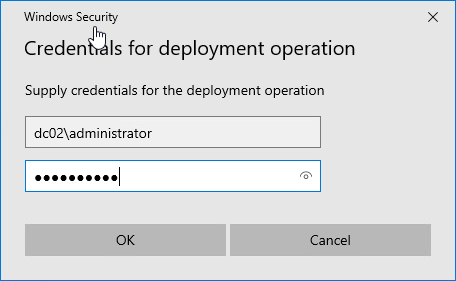 Windows Security
Credentials for deployment operation
Supply credentials for the deployment operation
dc02\administrator
●●●●●●●●●●
OK
Cancel